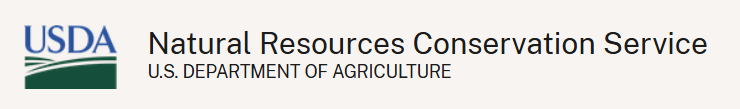 USDA
Natural Resources Conservation Service
U.S. DEPARTMENT OF AGRICULTURE